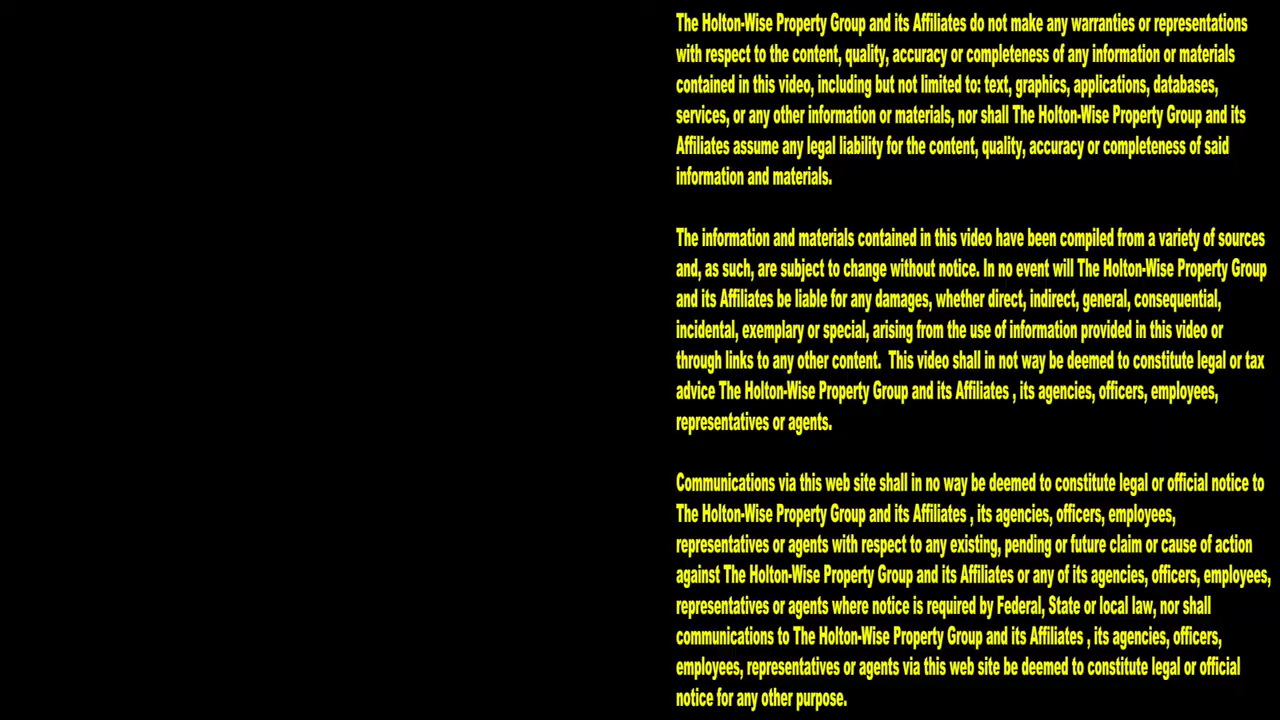 The Holton-Wise Property Group and its Affiliates do not make any warranties or representations
with respect to the content, quality, accuracy or completeness of any information or materials
contained in this video, including but not limited to: text, graphics, applications, databases,
services, or any other information or materials, nor shall The Holton-Wise Property Group and its
Affiliates assume any legal liability for the content, quality, accuracy or completeness of said
information and materials.
The information and materials contained in this video have been compiled from a variety of sources
and, as such, are subject to change without notice. In no event will The Holton-Wise Property Group
and its Affiliates be liable for any damages, whether direct, indirect, general, consequential,
incidental, exemplary or special, arising from the use of information provided in this video or
through links to any other content.  This video shall in not way be deemed to constitute legal or tax
advice The Holton-Wise Property Group and its Affiliates , its agencies, officers, employees,
representatives or agents.
Communications via this web site shall in no way be deemed to constitute legal or official notice to
The Holton-Wise Property Group and its Affiliates , its agencies, officers, employees,
representatives or agents with respect to any existing, pending or future claim or cause of action
against The Holton-Wise Property Group and its Affiliates or any of its agencies, officers, employees,
representatives or agents where notice is required by Federal, State or local law, nor shall
communications to The Holton-Wise Property Group and its Affiliates , its agencies, officers,
employees, representatives or agents via this web site be deemed to constitute legal or official
notice for any other purpose.